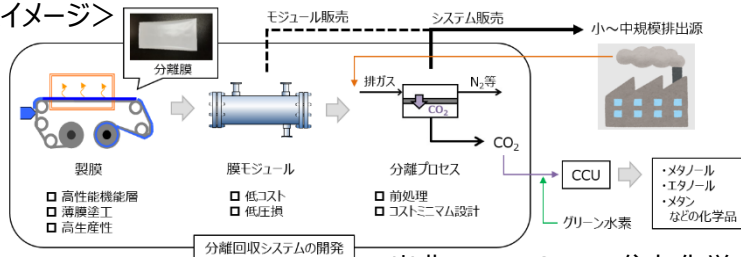 イメージ＞
モジュール販売
システム販売
小～中規模排出源
分離膜
排ガス
N2等
CO2
CO2
製膜
膜モジュール
分離プロセス
□ 高性能機能層
□ 薄膜塗工
□ 高生産性
□ 低コスト
□ 低圧損
□ 前処理
□ コストミニマム設計
CCU
・メタノール
・エタノール
・メタン
などの化学品
グリーン水素
分離回収システムの開発